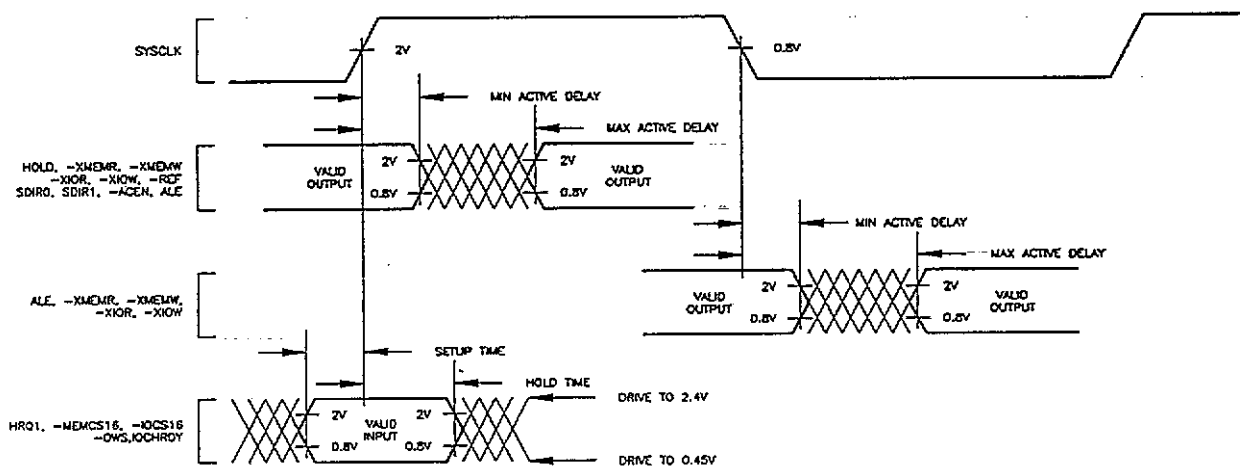 SYSCLK
2V
0.8V
MIN ACTIVE DELAY
MAX ACTIVE DELAY
HOLD, -XMEMR, -XMEMW
-XIOR, -XIOW, -REF
SDIR0, SDIR1, -ACEN, ALE
VALID
OUTPUT
2V
0.8V
2V
0.8V
VALID
OUTPUT
MIN ACTIVE DELAY
MAX ACTIVE DELAY
ALE, -XMEMR, -XMEMW,
-XIOR, -XIOW
VALID
OUTPUT
2V
0.8V
2V
0.8V
VALID
OUTPUT
SETUP TIME
HOLD TIME
HRQ1, -MEMCS16, -IOCS16
-OWS,IOCHRDY
2V
0.8V
VALID
INPUT
2V
0.8V
DRIVE TO 2.4V
DRIVE TO 0.45V